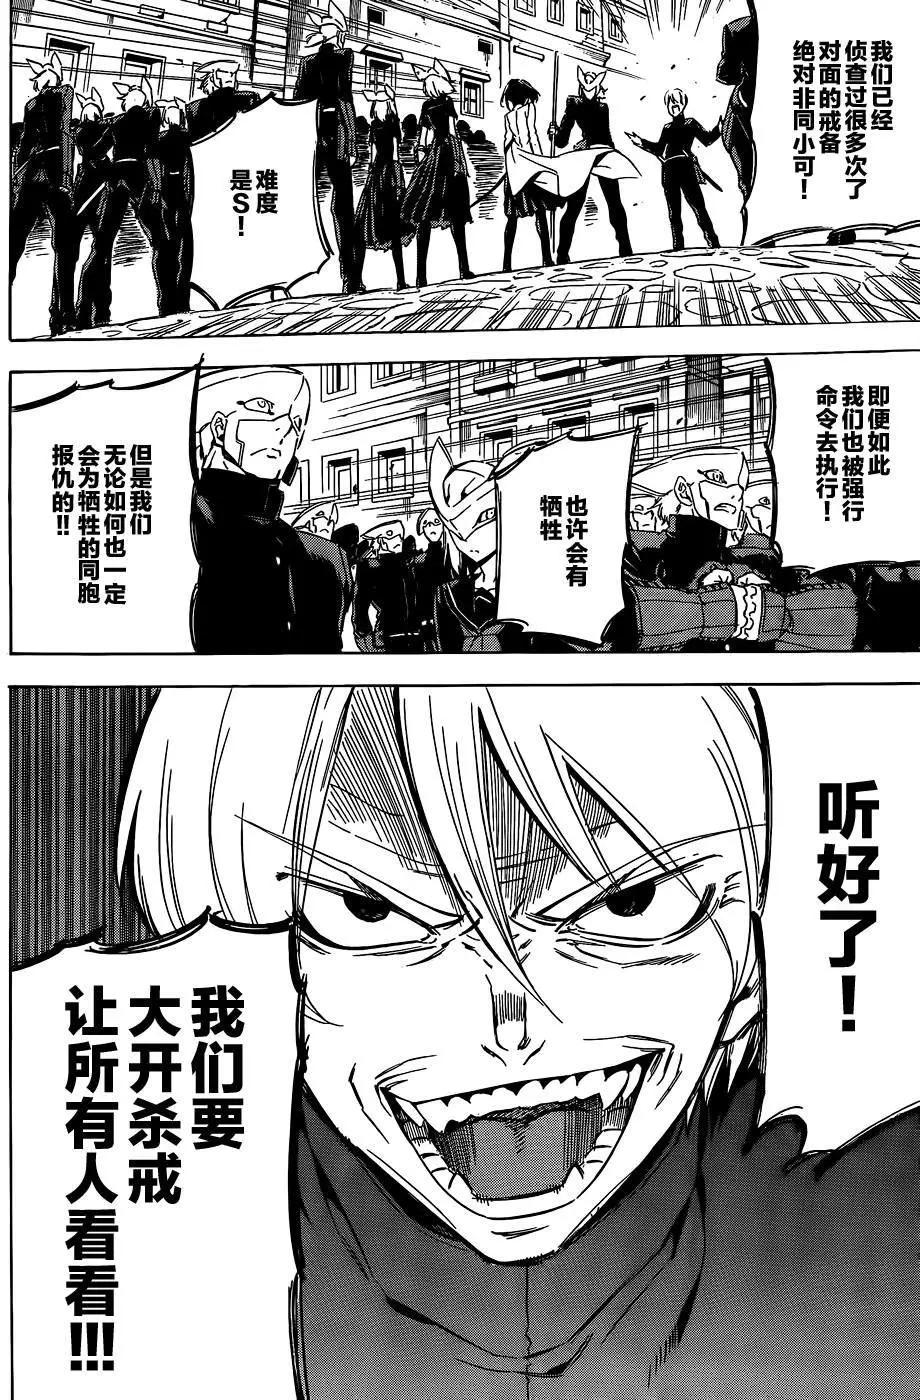 我们已经
侦查过很多次了
对面的戒备
绝对非同小可！
难度
是S！
即便如此
我们也被强行
命令去执行！
也许会有
牺牲
但是我们
无论如何也一定
会为牺牲的同胞
报仇的!!
听好了！
我们要
大开杀戒
让所有人看看!!!